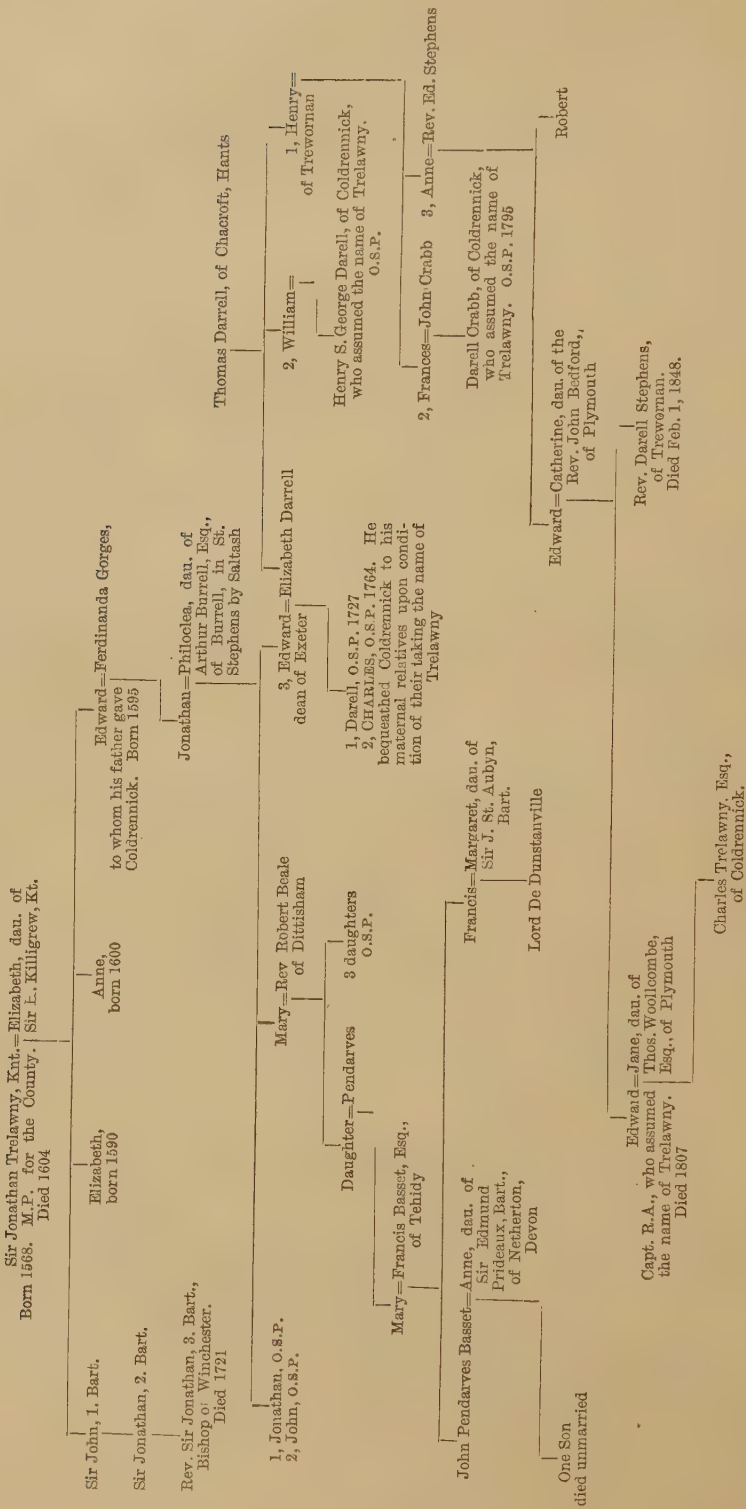 Sir Jonathan Trelawny, Knt.=Elizabeth, dau. of
Born 1568. M.P. for the County. Sir H. Killigrew, Kt.
Died 1604
Sir John, 1. Bart.
Elizabeth,
born 1590
Anne,
born 1600
Edward=Ferdinanda Gorges,
to whom his father gave
Coldrennick. Born 1595
Sir Jonathan, 2. Bart.
Rev. Sir Jonathan, 3. Bart.,
Bishop of Winchester.
Died 1721
Jonathan=Philoclea, dau. of
Arthur Burrell, Esq.,
of Burrell, in St.
Stephens by Saltash
Thomas Darrell, of Chacroft, Hants
1, Jonathan, O.S.P.
2, John, O.S.P.
Mary=Rev Robert Beale
of Dittisham
3, Edward=Elizabeth Darrell
dean of Exeter
2, William=
1, Henry=
of Trewornan
Daughter=Pendarves
3 daughters
O.S.P.
1, Darell, O.S.P. 1727
2, CHARLES, O.S.P. 1764. He
bequeathed Coldrennick to his
maternal relatives upon condi-
tion of their taking the name of
Trelawny
Henry S. George Darell, of Coldrennick,
who assumed the name of Trelawny.
O.S.P.
Mary=Francis Basset, Esq.,
of Tehidy
2, Frances=John Crabb
3, Anne=Rev. Ed. Stephens
Darell Crabb, of Coldrennick,
who assumed the name of
Trelawny. O.S.P. 1795
John Pendarves Basset=Anne, dau. of
Sir Edmund
Prideaux, Bart.,
of Netherton,
Devon
Francis=Margaret, dau. of
Sir J. St. Aubyn,
Bart.
Edward=Catherine, dau. of the
Rev. John Bedford,
of Plymouth
Robert
One Son
died unmarried
Lord De Dunstanville
Edward=Jane, dau. of
Capt. R.A., who assumed Thos. Woollcombe,
the name of Trelawny. Esq., of Plymouth
Died 1807
Rev. Darell Stephens,
of Trewornan.
Died Feb. 1, 1848.
Charles Trelawny, Esq.,
of Coldrennick.